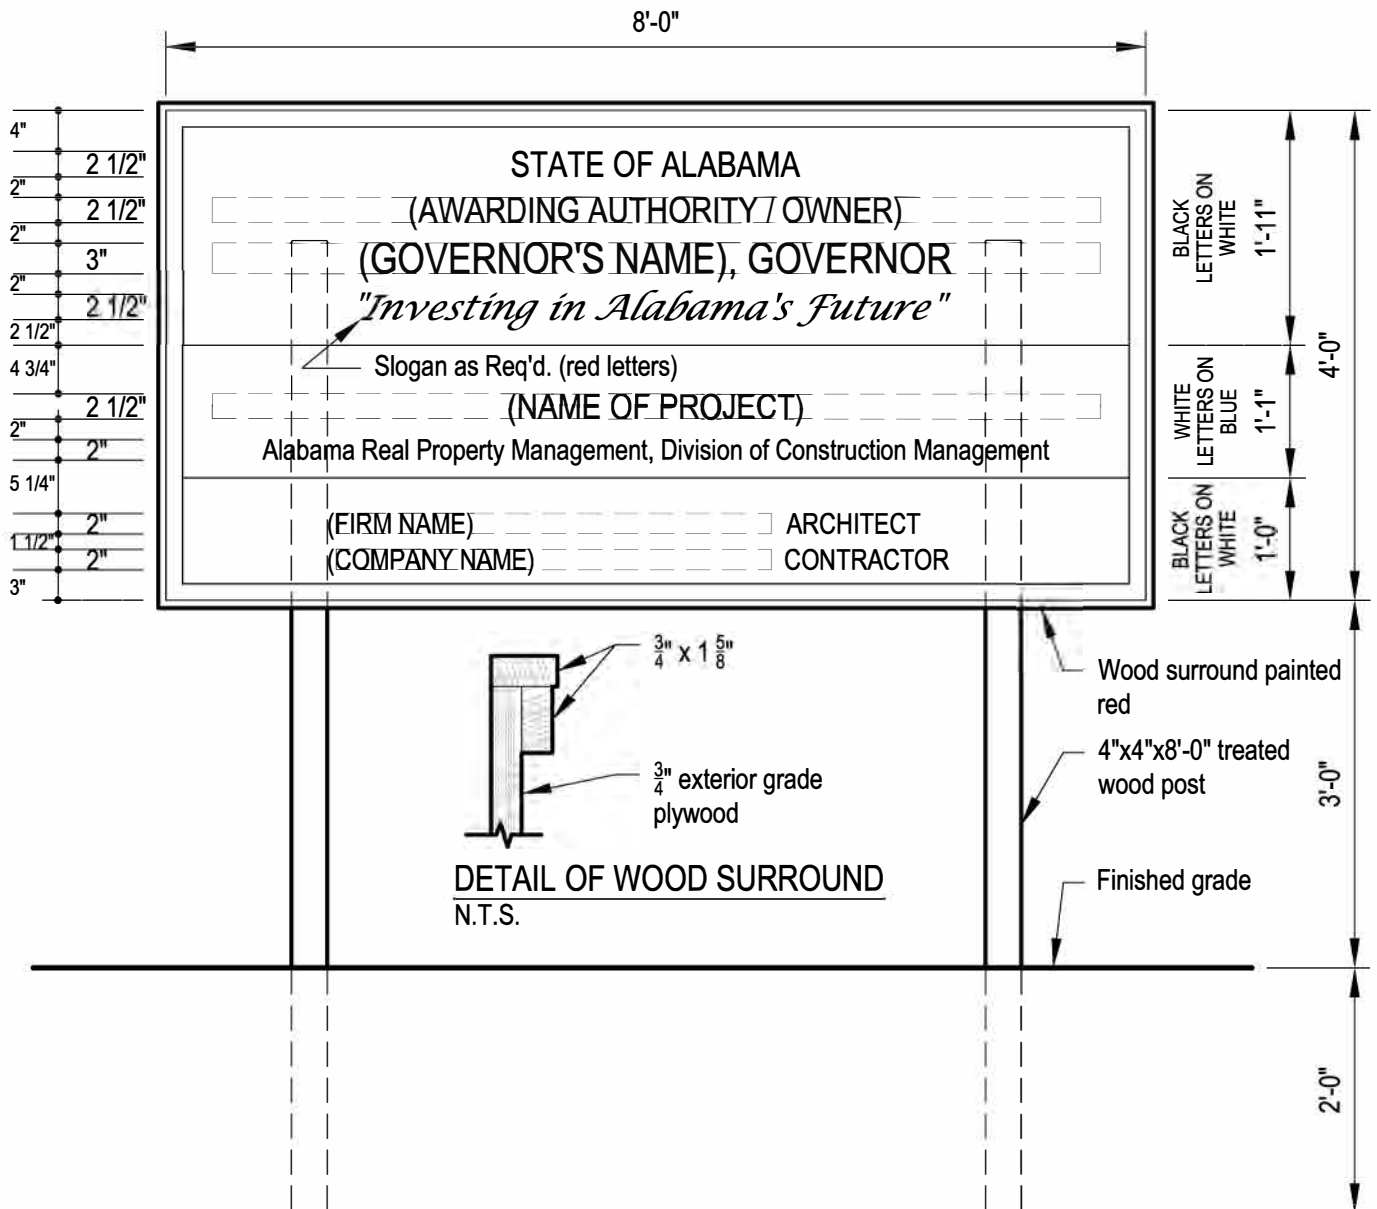 8'-0"
4"
2 1/2"
2"
2 1/2"
2"
3"
2"
2 1/2"
2 1/2"
4 3/4"
2 1/2"
2"
2"
5 1/4"
2"
1 1/2"
2"
3"
STATE OF ALABAMA
(AWARDING AUTHORITY / OWNER)
(GOVERNOR'S NAME), GOVERNOR
"Investing in Alabama's Future"
Slogan as Req'd. (red letters)
(NAME OF PROJECT)
Alabama Real Property Management, Division of Construction Management
(FIRM NAME) ARCHITECT
(COMPANY NAME) CONTRACTOR
BLACK
LETTERS ON
WHITE
1'-11"
WHITE
LETTERS ON
BLUE
1'-1"
BLACK
LETTERS ON
WHITE
1'-0"
4'-0"
3/4" x 1 5/8"
3/4" exterior grade
plywood
DETAIL OF WOOD SURROUND
N.T.S.
Wood surround painted
red
4"x4"x8'-0" treated
wood post
Finished grade
3'-0"
2'-0"